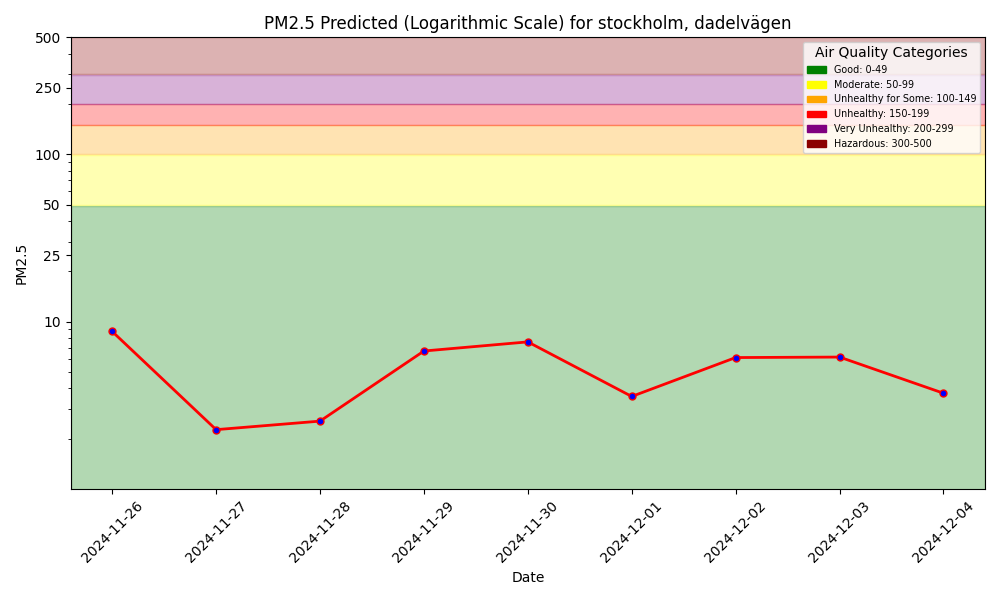 PM2.5 Predicted (Logarithmic Scale) for stockholm, dadelvägen
500
250
100
50
25
10
PM2.5
Air Quality Categories
Good: 0-49
Moderate: 50-99
Unhealthy for Some: 100-149
Unhealthy: 150-199
Very Unhealthy: 200-299
Hazardous: 300-500
2024-11-26
2024-11-27
2024-11-28
2024-11-29
2024-11-30
2024-12-01
2024-12-02
2024-12-03
2024-12-04
Date